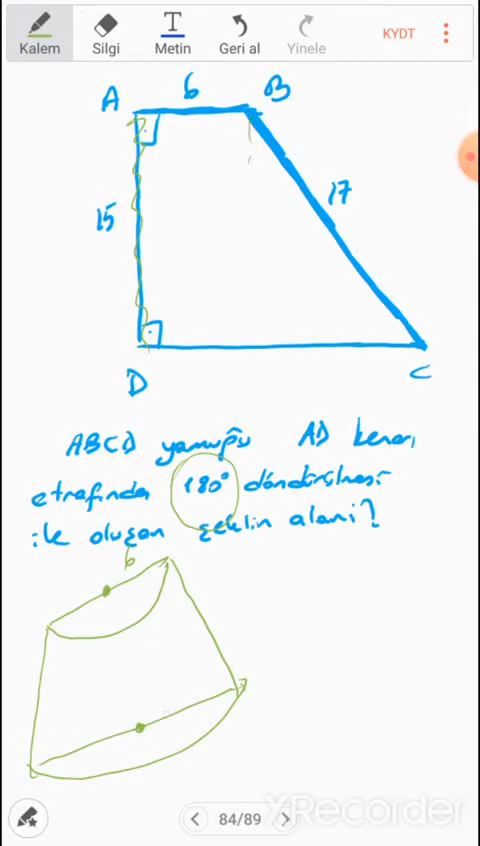 Kalem
Silgi
Metin
Geri al
Yinele
KYDT
A
6
B
15
17
D
C
ABCD yamuğu AD kenarı
etrafında 180° döndürülmesi
ile oluşan şeklin alanı?
6
84/89
XRecorder